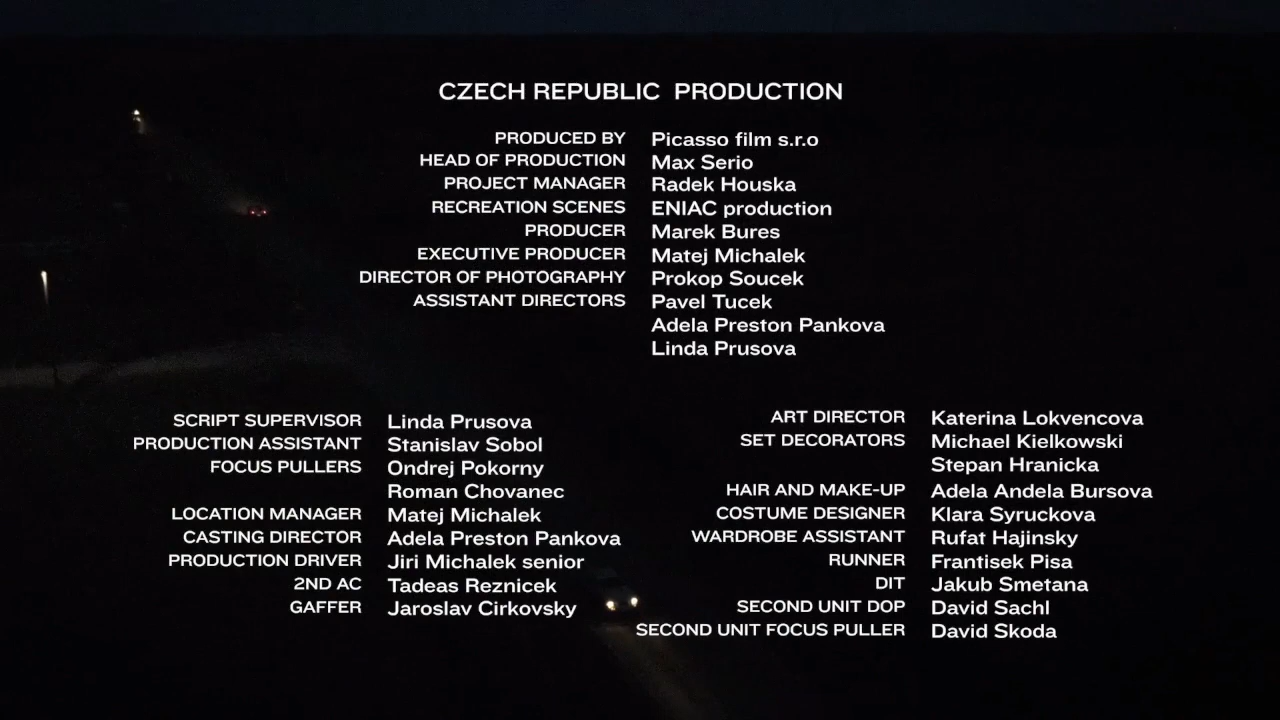 CZECH REPUBLIC PRODUCTION
PRODUCED BY Picasso film s.r.o
HEAD OF PRODUCTION Max Serio
PROJECT MANAGER Radek Houska
RECREATION SCENES ENIAC production
PRODUCER Marek Bures
EXECUTIVE PRODUCER Matej Michalek
DIRECTOR OF PHOTOGRAPHY Prokop Soucek
ASSISTANT DIRECTORS Pavel Tucek
Adela Preston Pankova
Linda Prusova
SCRIPT SUPERVISOR Linda Prusova
PRODUCTION ASSISTANT Stanislav Sobol
FOCUS PULLERS Ondrej Pokorny
Roman Chovanec
LOCATION MANAGER Matej Michalek
CASTING DIRECTOR Adela Preston Pankova
PRODUCTION DRIVER Jiri Michalek senior
2ND AC Tadeas Reznicek
GAFFER Jaroslav Cirkovsky
ART DIRECTOR Katerina Lokvencova
SET DECORATORS Michael Kielkowski
Stepan Hranicka
HAIR AND MAKE-UP Adela Andela Bursova
COSTUME DESIGNER Klara Syruckova
WARDROBE ASSISTANT Rufat Hajinsky
RUNNER Frantisek Pisa
DIT Jakub Smetana
SECOND UNIT DOP David Sachl
SECOND UNIT FOCUS PULLER David Skoda